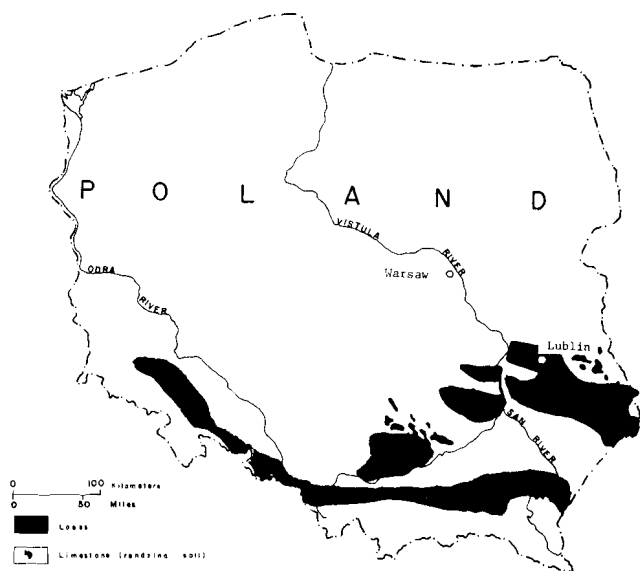 P O L A N D
VISTULA RIVER
Warsaw
ODRA RIVER
Lublin
SAN RIVER
0 100
Kilometers
0 50
Miles
Loess
Limestone (rendzina soil)